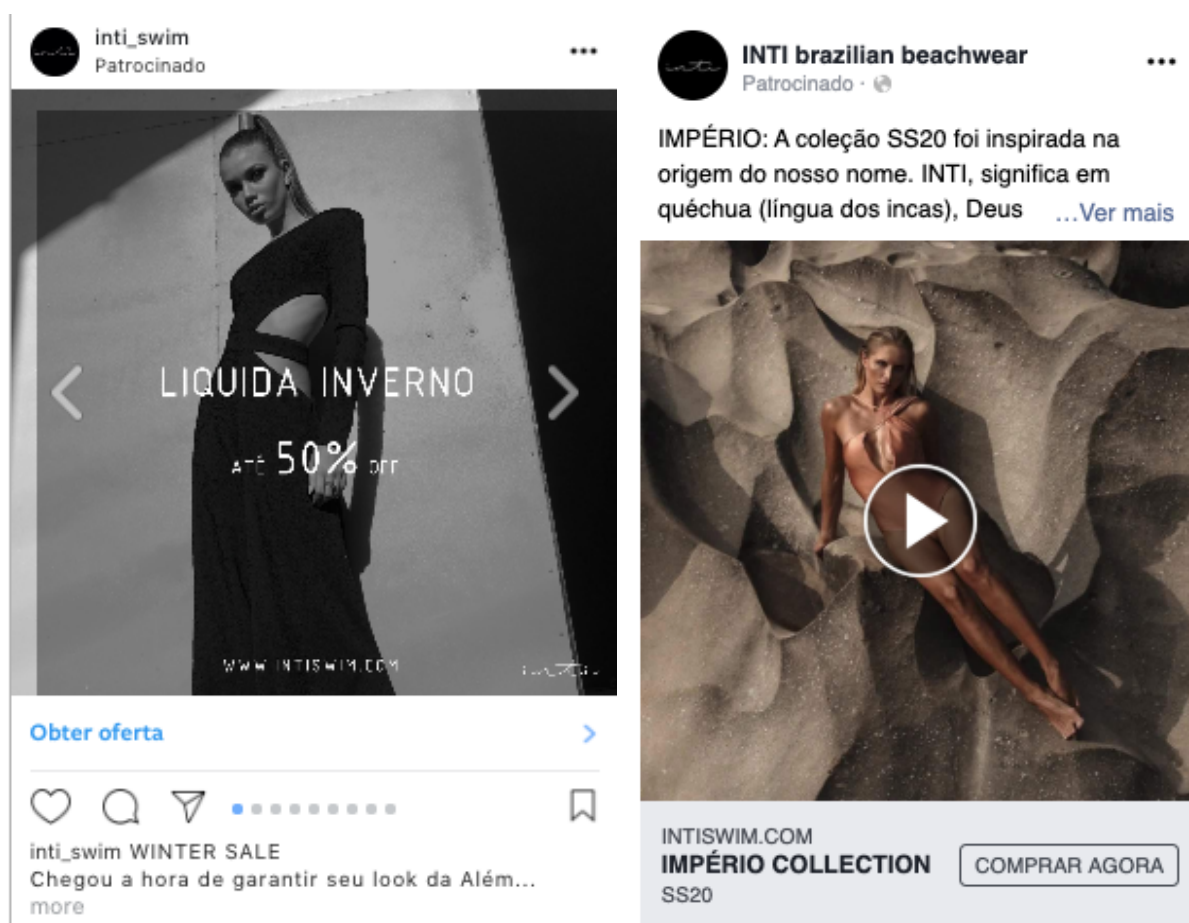 inti_swim
Patrocinado
LIQUIDA INVERNO
ATÉ 50% OFF
WWW.INTISWIM.COM
inti
Obter oferta
inti_swim WINTER SALE
Chegou a hora de garantir seu look da Além...
more
inti
INTI brazilian beachwear
Patrocinado ·
IMPÉRIO: A coleção SS20 foi inspirada na
origem do nosso nome. INTI, significa em
quéchua (língua dos incas), Deus ...Ver mais
INTISWIM.COM
IMPÉRIO COLLECTION
SS20
COMPRAR AGORA